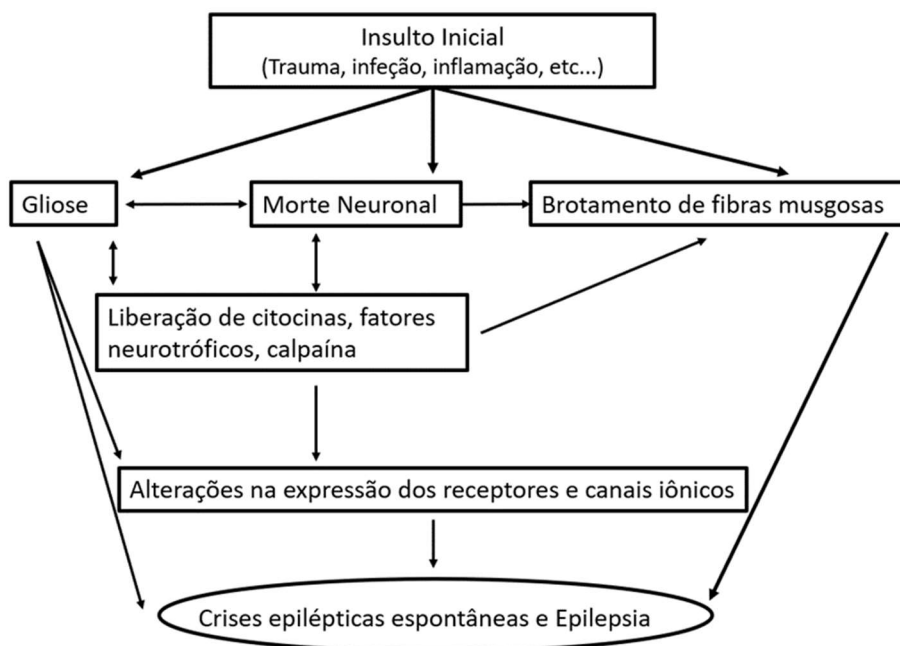 Insulto Inicial
(Trauma, infeção, inflamação, etc...)
Gliose
Morte Neuronal
Brotamento de fibras musgosas
Liberação de citocinas, fatores
neurotróficos, calpaína
Alterações na expressão dos receptores e canais iônicos
Crises epilépticas espontâneas e Epilepsia